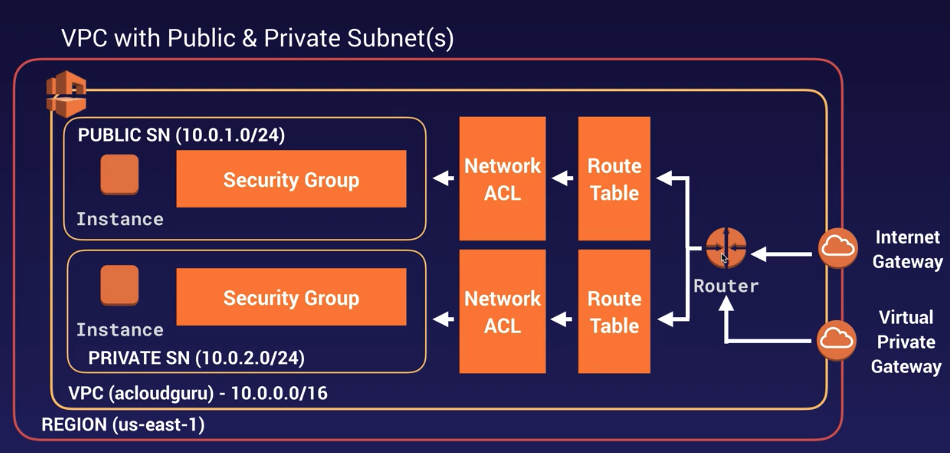 VPC with Public & Private Subnet(s)
PUBLIC SN (10.0.1.0/24)
Instance
Security Group
Network
ACL
Route
Table
Instance
Security Group
PRIVATE SN (10.0.2.0/24)
Network
ACL
Route
Table
Router
Internet
Gateway
Virtual
Private
Gateway
VPC (acloudguru) - 10.0.0.0/16
REGION (us-east-1)